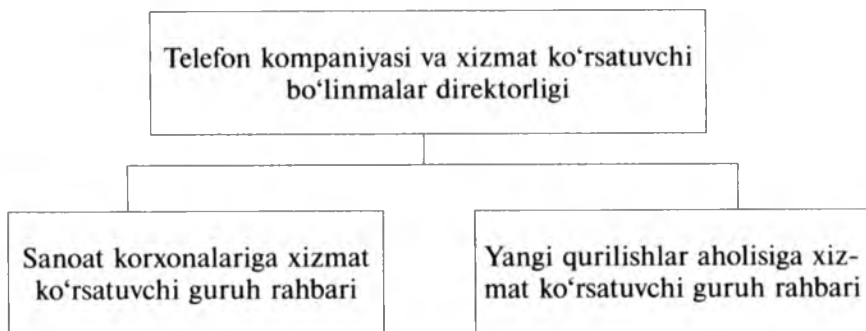 Telefon kompaniyasi va xizmat ko‘rsatuvchi
bo‘linmalar direktorligi
Sanoat korxonalariga xizmat
ko‘rsatuvchi guruh rahbari
Yangi qurilishlar aholisiga xiz-
mat ko‘rsatuvchi guruh rahbari